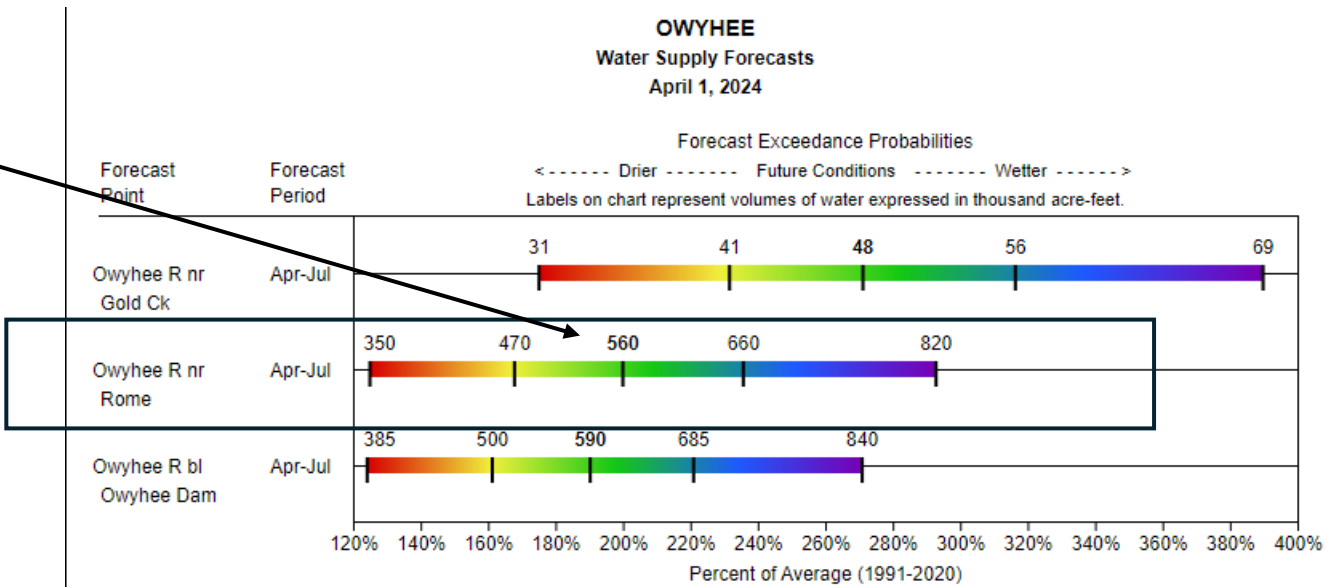 OWYHEE
Water Supply Forecasts
April 1, 2024
Forecast Exceedance Probabilities
Forecast Point
Forecast Period
<------ Drier ------- Future Conditions ------- Wetter ------>
Labels on chart represent volumes of water expressed in thousand acre-feet.
31 41 48 56 69
Owyhee R nr Apr-Jul
Gold Ck
350 470 560 660 820
Owyhee R nr Apr-Jul
Rome
385 500 590 685 840
Owyhee R bl Apr-Jul
Owyhee Dam
120% 140% 160% 180% 200% 220% 240% 260% 280% 300% 320% 340% 360% 380% 400%
Percent of Average (1991-2020)